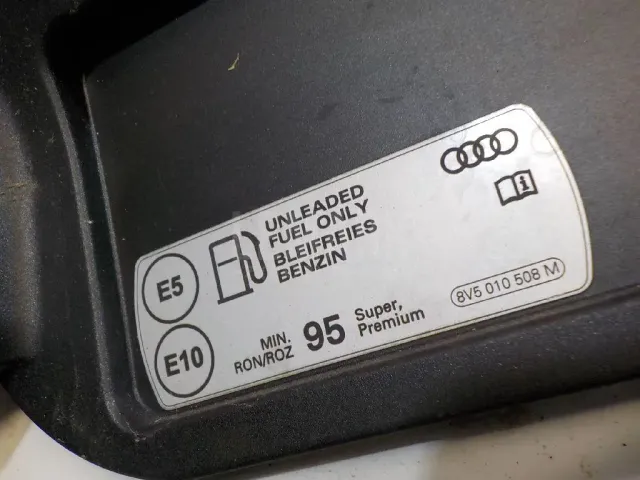 UNLEADED
FUEL ONLY
BLEIFREIES
BENZIN
E5
E10
MIN.
RON/ROZ
95
Super,
Premium
i
8V5 010 508 M